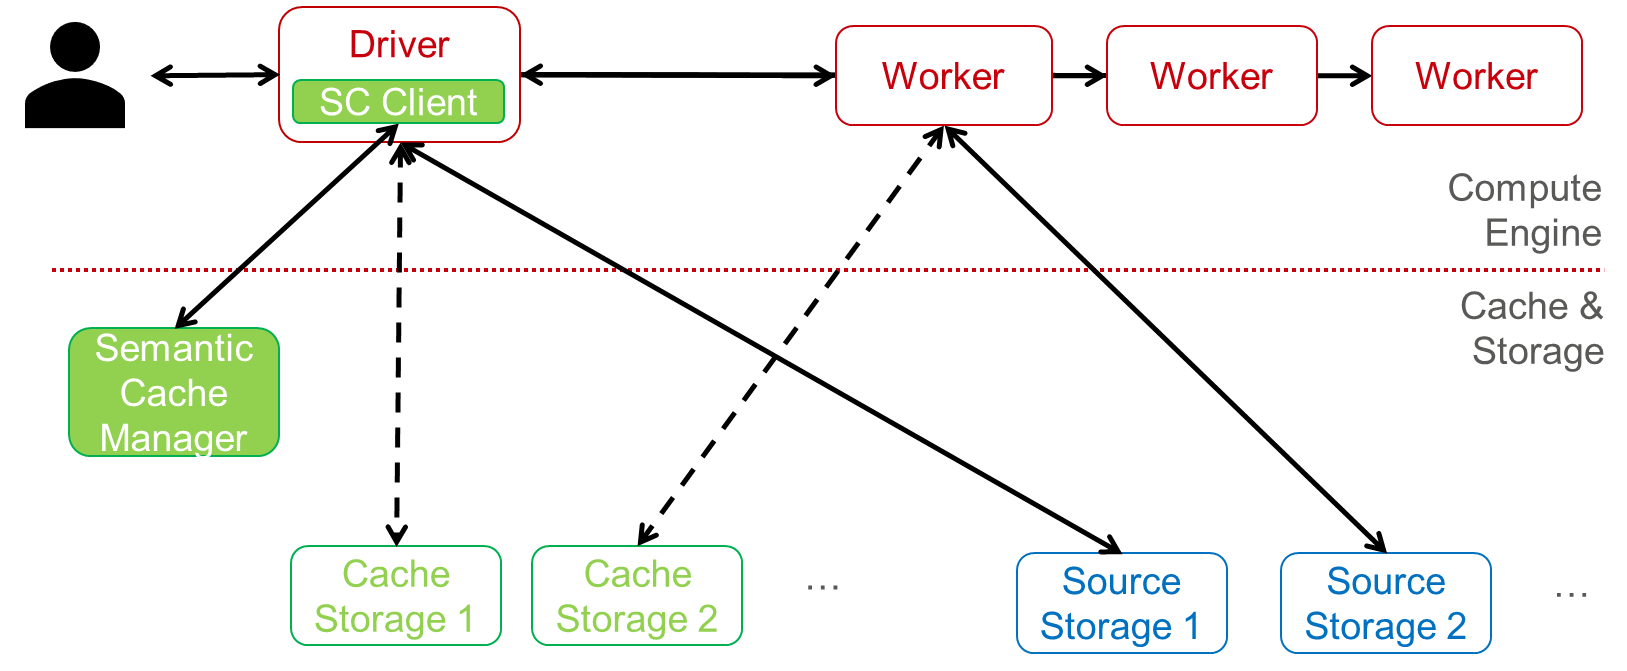 Driver
SC Client
Worker
Worker
Worker
Compute
Engine
Cache &
Storage
Semantic
Cache
Manager
Cache
Storage 1
Cache
Storage 2
...
Source
Storage 1
Source
Storage 2
...